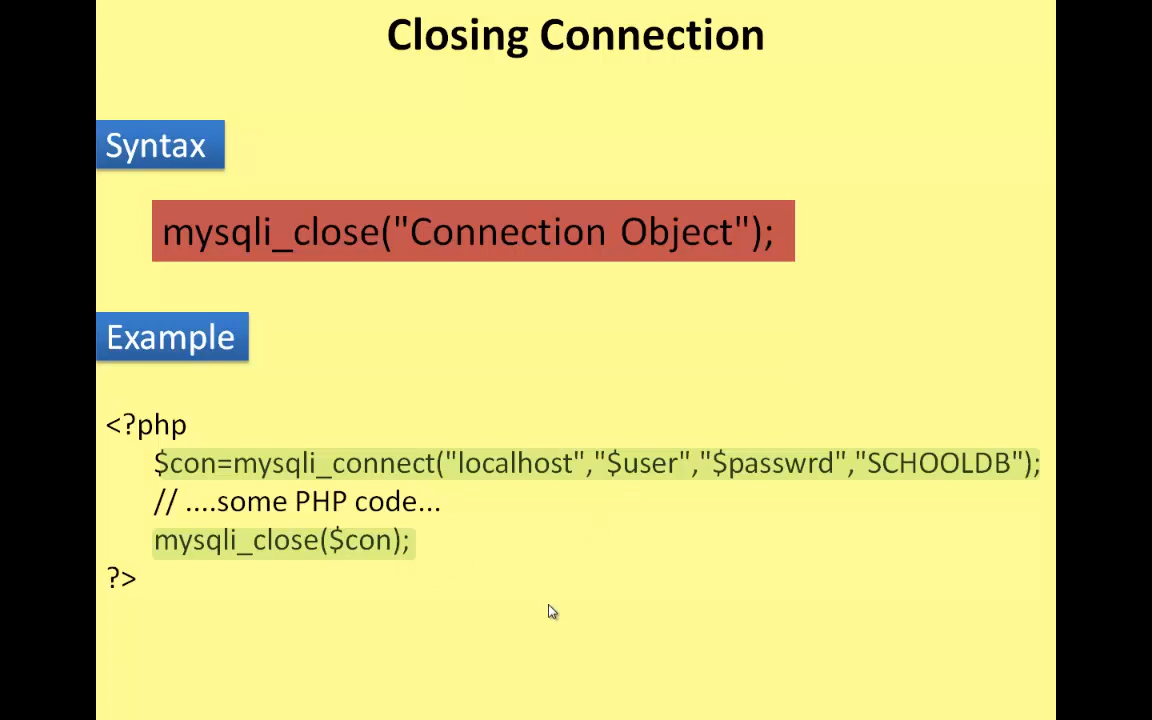 Closing Connection
Syntax
mysqli_close("Connection Object");
Example
<?php
$con=mysqli_connect("localhost","$user","$passwrd","SCHOOLDB");
// ....some PHP code...
mysqli_close($con);
?>